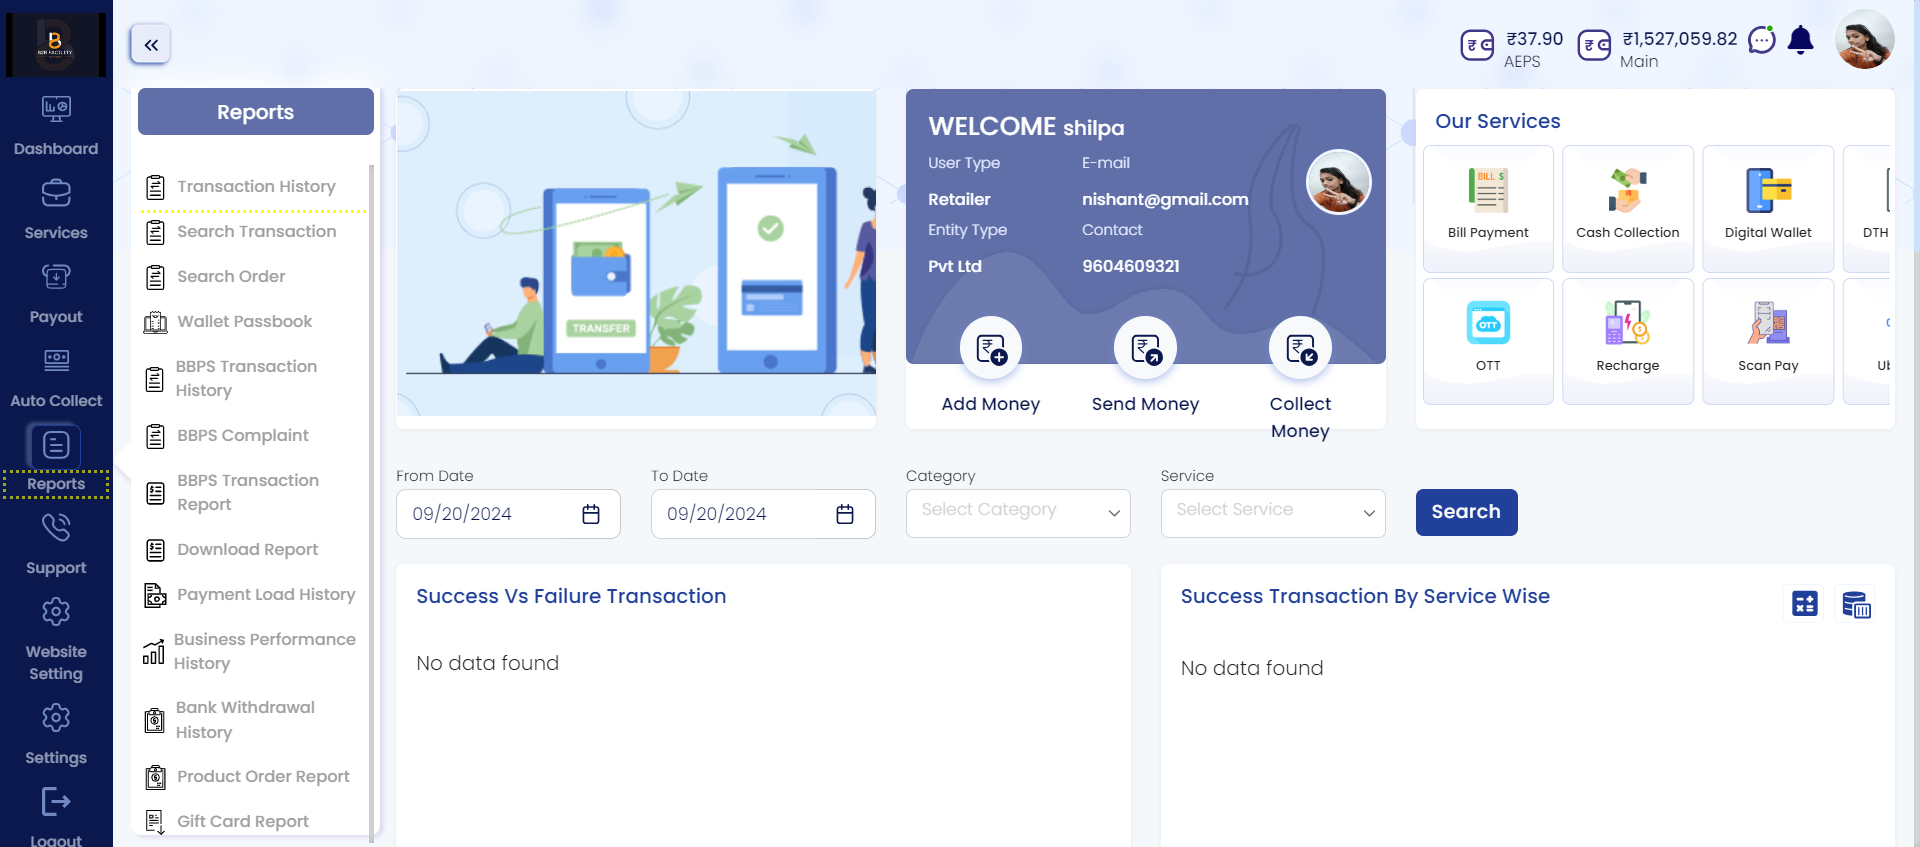 B2B FACILITY
Dashboard
Services
Payout
Auto Collect
Reports
Support
Website
Setting
Settings
Logout
Reports
Transaction History
Search Transaction
Search Order
Wallet Passbook
BBPS Transaction
History
BBPS Complaint
BBPS Transaction
Report
Download Report
Payment Load History
Business Performance
History
Bank Withdrawal
History
Product Order Report
Gift Card Report
₹37.90
AEPS
₹1,527,059.82
Main
TRANSFER
WELCOME shilpa
User Type
E-mail
Retailer
nishant@gmail.com
Entity Type
Contact
Pvt Ltd
9604609321
Add Money
Send Money
Collect
Money
Our Services
BILL $
Bill Payment
Cash Collection
Digital Wallet
DTH
OTT
OTT
Recharge
Scan Pay
From Date
To Date
Category
Service
09/20/2024
09/20/2024
Select Category
Select Service
Search
Success Vs Failure Transaction
No data found
Success Transaction By Service Wise
No data found